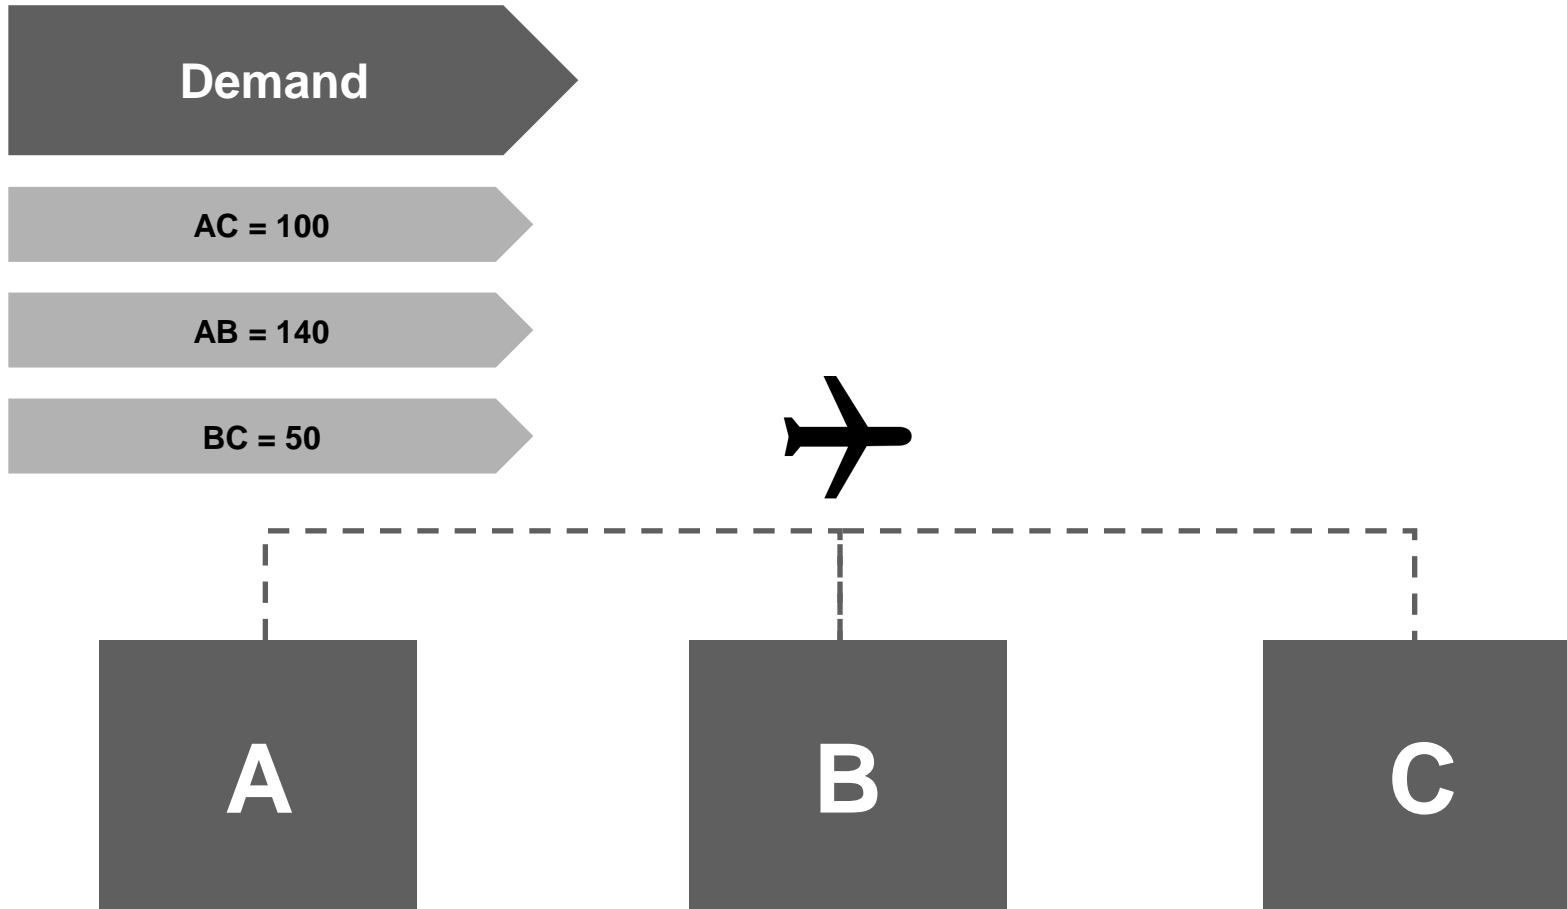 Demand
AC = 100
AB = 140
BC = 50
A
B
C